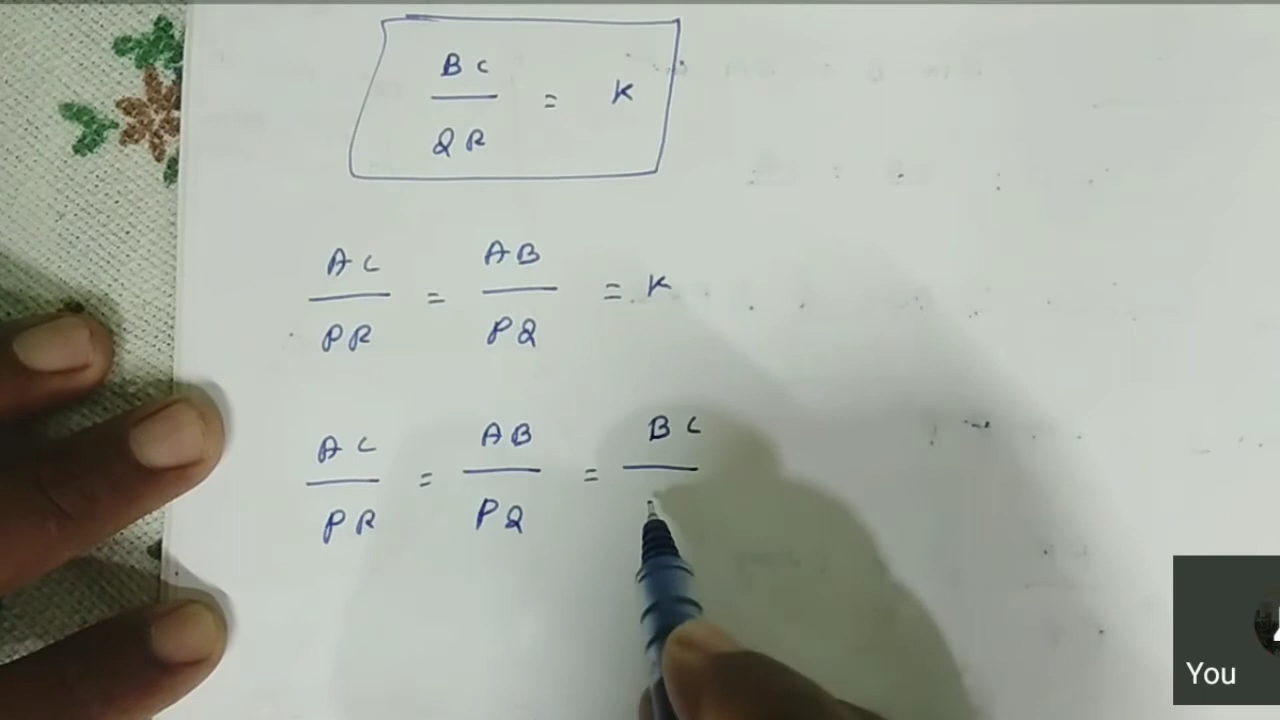 BC
— = K
QR
AC AB
— = — = K
PR PQ
AC AB BC
— = — = —
PR PQ
You